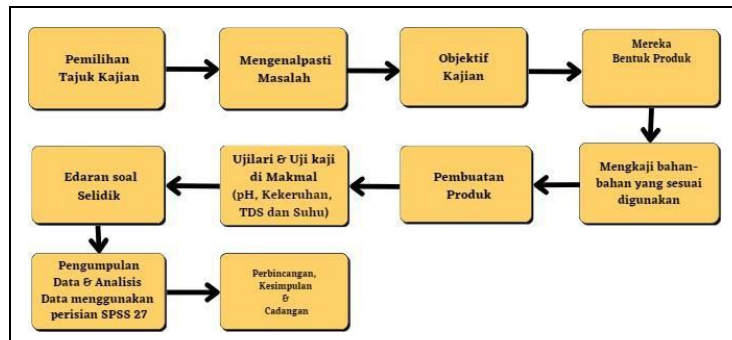 Pemilihan
Tajuk Kajian
Mengenalpasti
Masalah
Objektif
Kajian
Mereka
Bentuk Produk
Mengkaji bahan-
bahan yang sesuai
digunakan
Pembuatan
Produk
Ujilari & Uji kaji
di Makmal
(pH, Kekeruhan,
TDS dan Suhu)
Edaran soal
Selidik
Pengumpulan
Data & Analisis
Data menggunakan
perisian SPSS 27
Perbincangan,
Kesimpulan
&
Cadangan